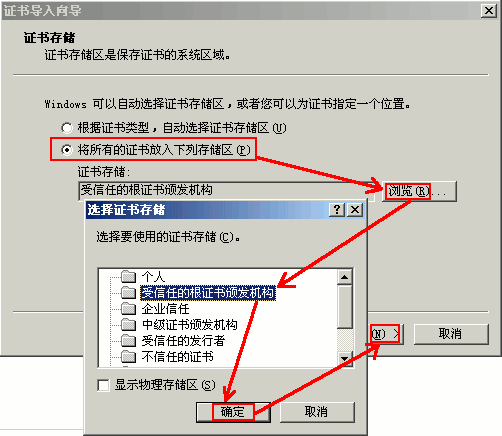 证书导入向导
证书存储
证书存储区是保存证书的系统区域。
Windows 可以自动选择证书存储区，或者您可以为证书指定一个位置。
根据证书类型，自动选择证书存储区(U)
将所有的证书放入下列存储区(P)
证书存储:
受信任的根证书颁发机构
浏览(R)...
选择证书存储
选择要使用的证书存储(C)。
个人
受信任的根证书颁发机构
企业信任
中级证书颁发机构
受信任的发行者
不信任的证书
显示物理存储区(S)
确定
取消
(N) >
取消